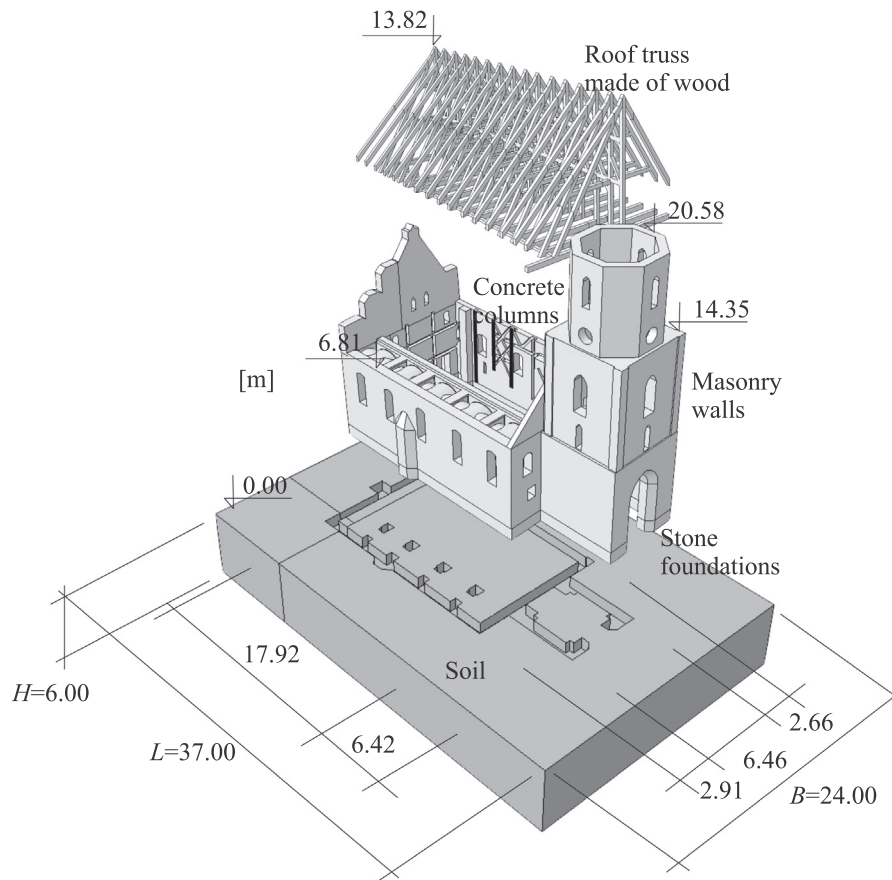 13.82
Roof truss
made of wood
20.58
Concrete
columns
14.35
6.81
[m]
Masonry
walls
0.00
Stone
foundations
17.92
Soil
H=6.00
6.42
2.66
L=37.00
6.46
2.91
B=24.00